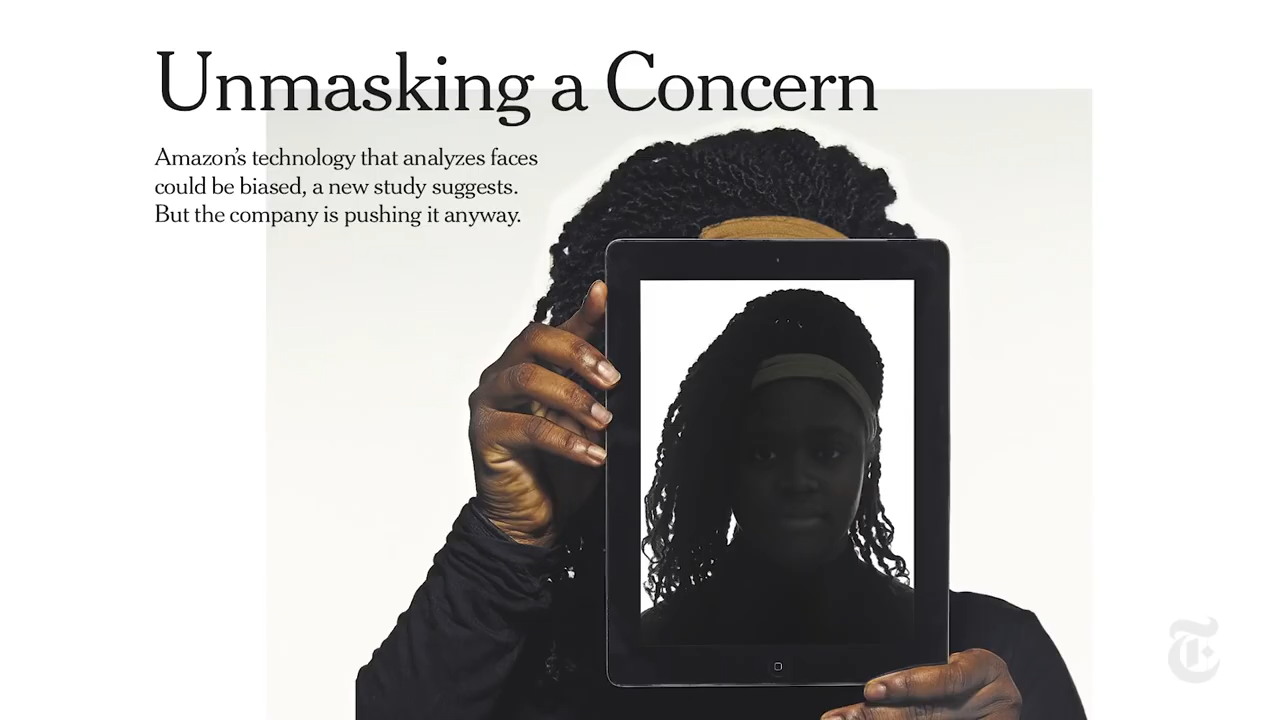 Unmasking a Concern
Amazon’s technology that analyzes faces
could be biased, a new study suggests.
But the company is pushing it anyway.
T